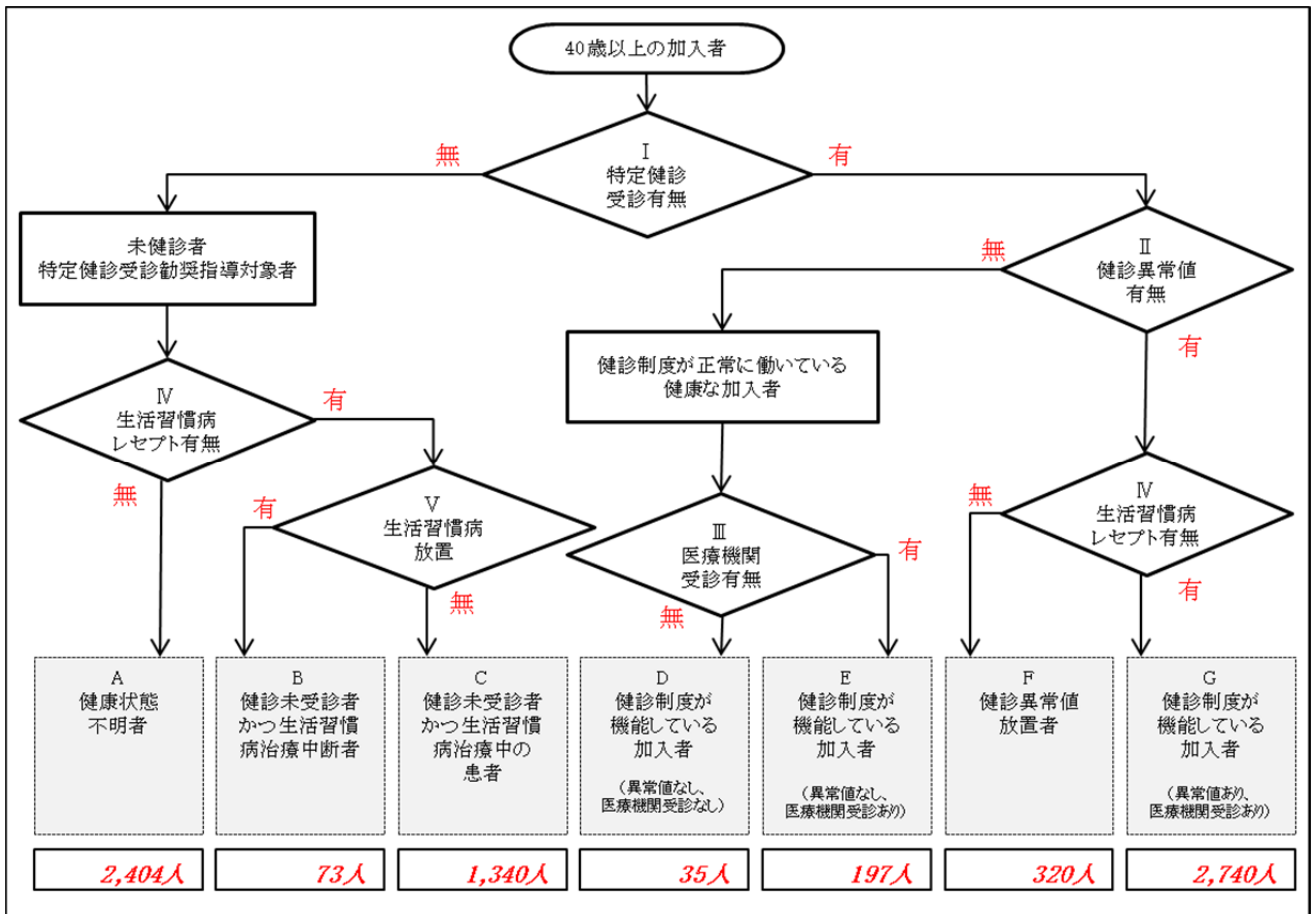 40歳以上の加入者
無
有
Ⅰ
特定健診
受診有無
未健診者
特定健診受診勧奨指導対象者
無
Ⅱ
健診異常値
有無
有
健診制度が正常に働いている
健康な加入者
Ⅳ
生活習慣病
レセプト有無
有
無
Ⅴ
生活習慣病
放置
有
無
Ⅲ
医療機関
受診有無
有
無
Ⅳ
生活習慣病
レセプト有無
無
有
A
健康状態
不明者
B
健診未受診者
かつ生活習慣
病治療中断者
C
健診未受診者
かつ生活習慣
病治療中の
患者
D
健診制度が
機能している
加入者
(異常値なし、
医療機関受診なし)
E
健診制度が
機能している
加入者
(異常値なし、
医療機関受診あり)
F
健診異常値
放置者
G
健診制度が
機能している
加入者
(異常値あり、
医療機関受診あり)
2,404人
73人
1,340人
35人
197人
320人
2,740人